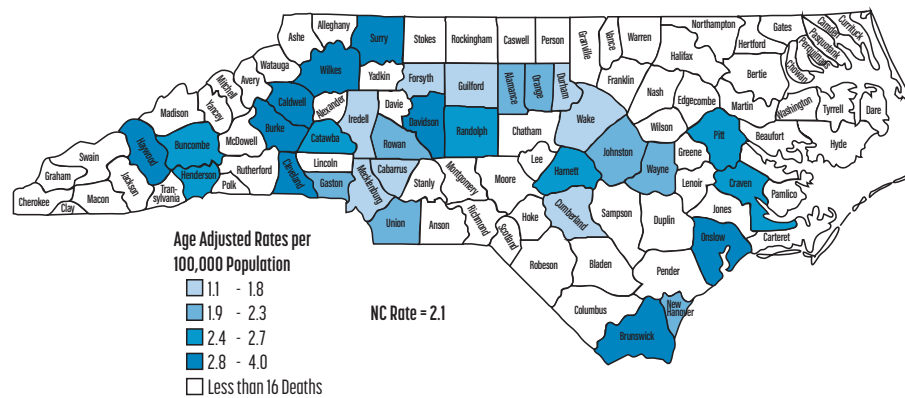 Ashe
Alleghany
Surry
Stokes
Rockingham
Caswell
Person
Granville
Vance
Warren
Northampton
Gates
Camden
Currituck
Pasquotank
Perquimans
Hertford
Halifax
Chowan
Bertie
Watauga
Wilkes
Yadkin
Forsyth
Guilford
Alamance
Orange
Durham
Franklin
Nash
Edgecombe
Martin
Washington
Tyrrell
Dare
Mitchell
Avery
Caldwell
Alexander
Iredell
Davie
Davidson
Randolph
Chatham
Wake
Wilson
Pitt
Beaufort
Hyde
Madison
Yancey
McDowell
Burke
Catawba
Rowan
Johnston
Greene
Haywood
Buncombe
Swain
Graham
Cherokee
Clay
Macon
Jackson
Tran-
sylvania
Henderson
Polk
Rutherford
Cleveland
Lincoln
Gaston
Mecklenburg
Cabarrus
Stanly
Montgomery
Moore
Lee
Harnett
Wayne
Lenoir
Craven
Pamlico
Jones
Carteret
Union
Anson
Richmond
Scotland
Hoke
Cumberland
Sampson
Duplin
Onslow
Robeson
Bladen
Pender
Columbus
Brunswick
New
Hanover
Age Adjusted Rates per
100,000 Population
1.1 - 1.8
1.9 - 2.3
2.4 - 2.7
2.8 - 4.0
Less than 16 Deaths
NC Rate = 2.1